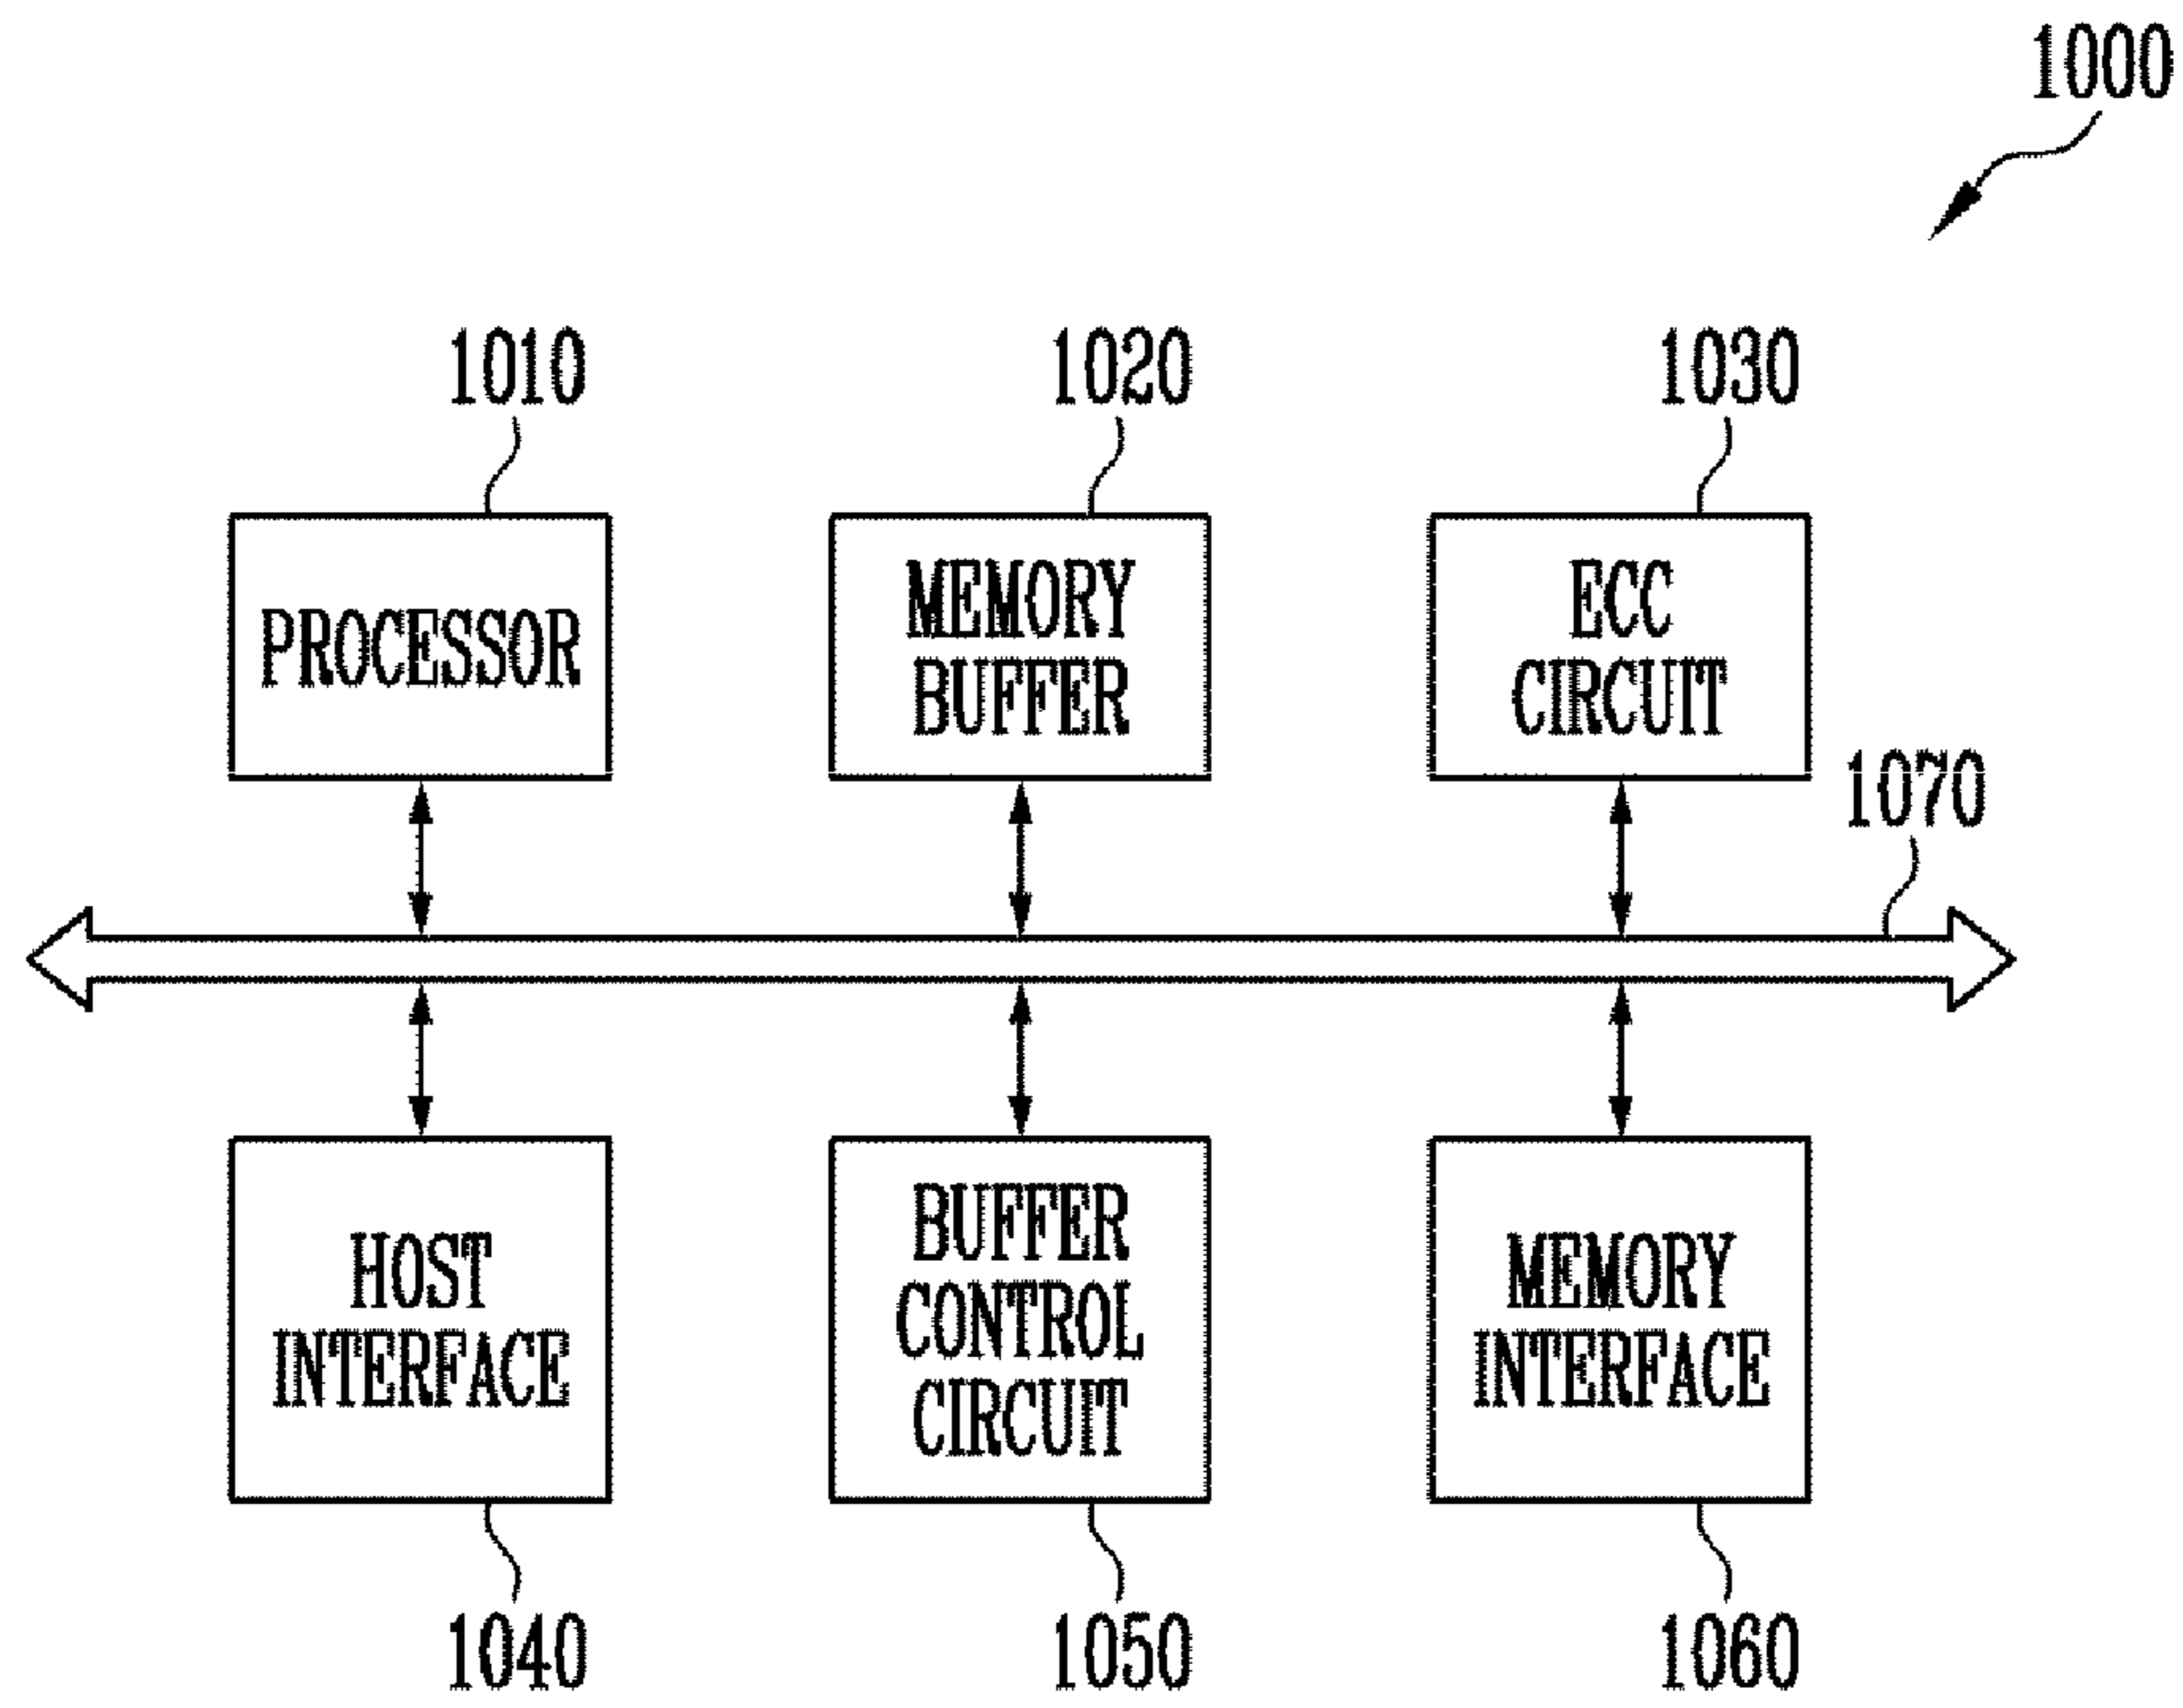 1000
1010
1020
1030
PROCESSOR
MEMORY
BUFFER
ECC
CIRCUIT
1070
HOST
INTERFACE
BUFFER
CONTROL
CIRCUIT
MEMORY
INTERFACE
1040
1050
1060